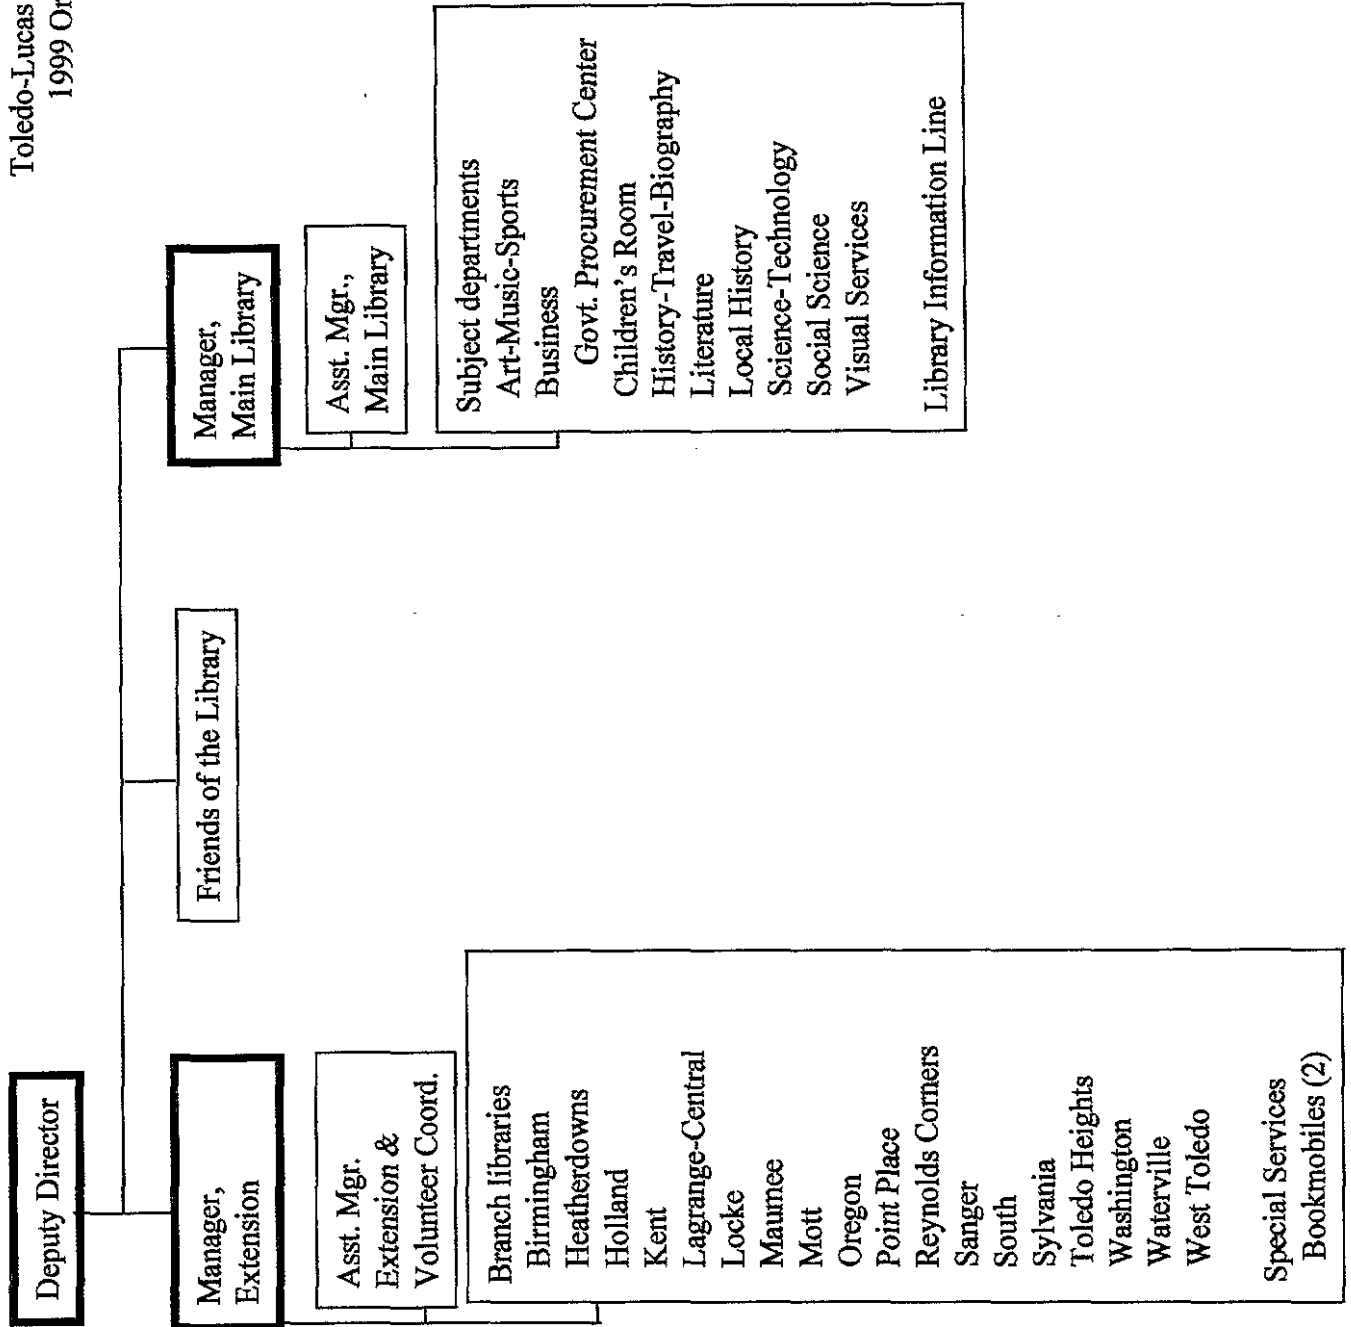 Toledo-Lucas
1999 Or
Deputy Director
Manager,
Extension
Friends of the Library
Manager,
Main Library
Asst. Mgr.
Extension &
Volunteer Coord.
Asst. Mgr.,
Main Library
Branch libraries
Birmingham
Heatherdowns
Holland
Kent
Lagrange-Central
Locke
Maumee
Mott
Oregon
Point Place
Reynolds Corners
Sanger
South
Sylvania
Toledo Heights
Washington
Waterville
West Toledo
Special Services
Bookmobiles (2)
Subject departments
Art-Music-Sports
Business
Govt. Procurement Center
Children's Room
History-Travel-Biography
Literature
Local History
Science-Technology
Social Science
Visual Services
Library Information Line